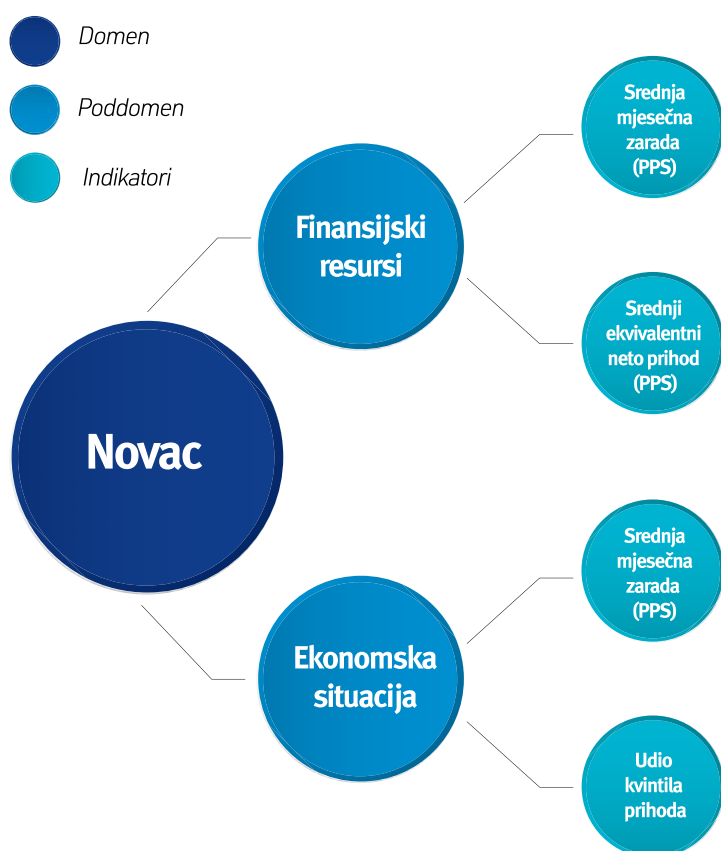 Domen
Poddomen
Indikatori
Novac
Finansijski
resursi
Srednja
mjesečna
zarada
(PPS)
Srednji
ekvivalentni
neto prihod
(PPS)
Ekonomska
situacija
Srednja
mjesečna
zarada
(PPS)
Udio
kvintila
prihoda